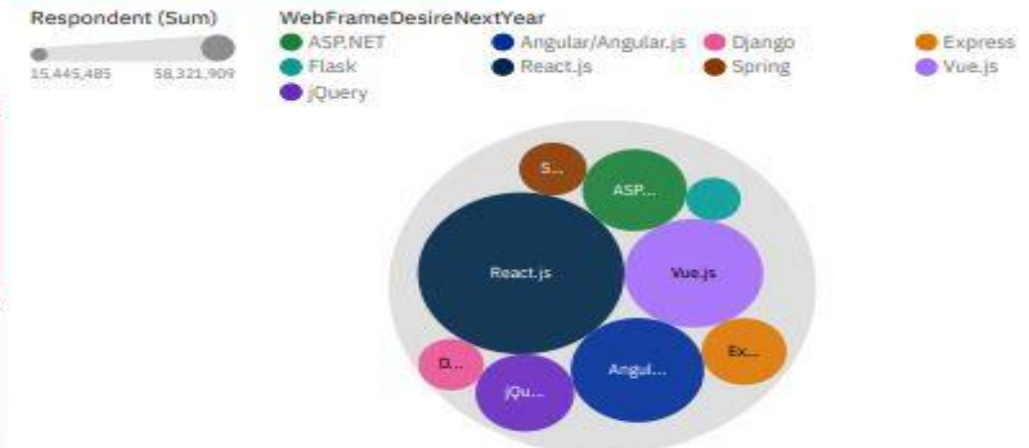 Respondent (Sum)
15,445,485 58,321,909
WebFrameDesireNextYear
ASP.NET Angular/Angular.js Django Express
Flask React.js Spring Vue.js
jQuery
S...
ASP...
React.js
Vue.js
Ex...
D...
Angul...
jQu...